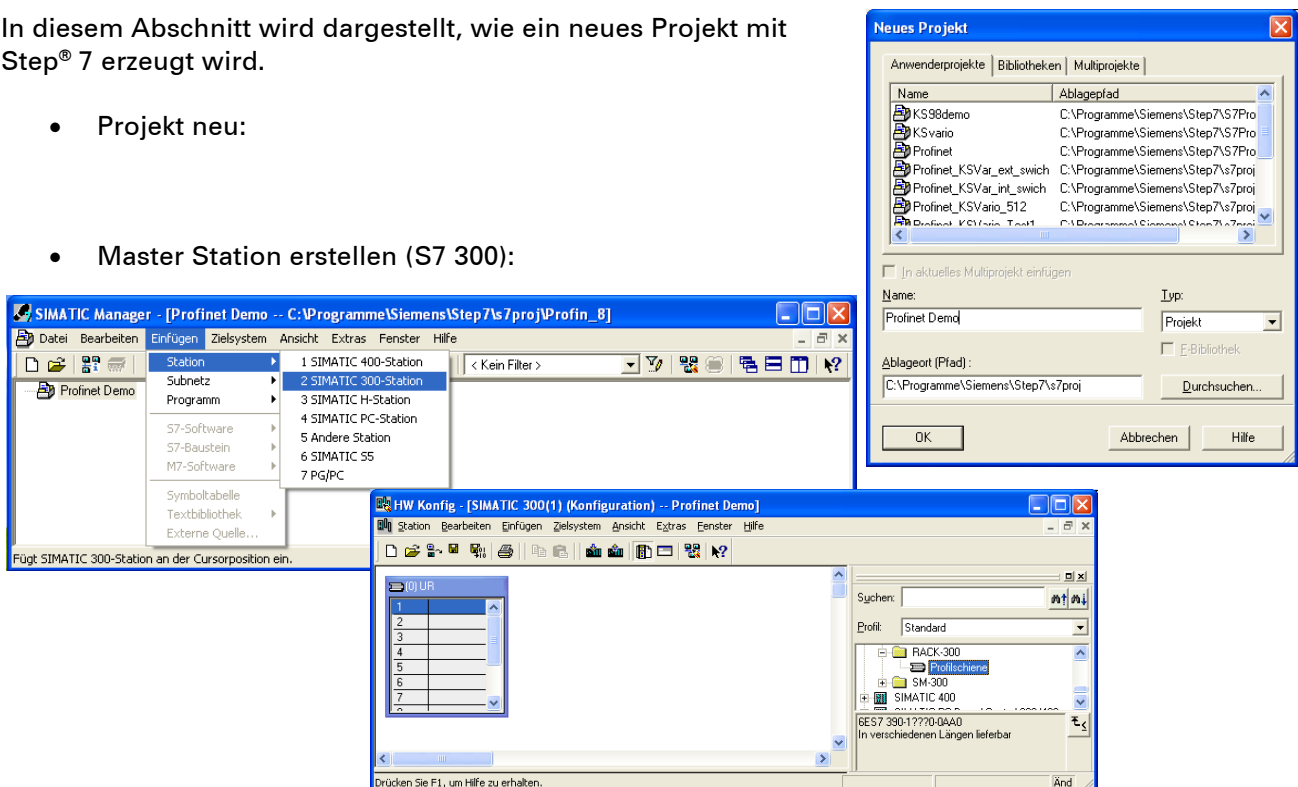 In diesem Abschnitt wird dargestellt, wie ein neues Projekt mit
Step® 7 erzeugt wird.
• Projekt neu:
• Master Station erstellen (S7 300):
Neues Projekt
Anwenderprojekte Bibliotheken Multiprojekte
Name Ablagepfad
KS98demo C:\Programme\Siemens\Step7\S7Pro
KSvario C:\Programme\Siemens\Step7\S7Pro
Profinet C:\Programme\Siemens\Step7\S7Pro
Profinet_KSVar_ext_swich C:\Programme\Siemens\Step7\s7proj
Profinet_KSVar_int_swich C:\Programme\Siemens\Step7\s7proj
Profinet_KSVario_512 C:\Programme\Siemens\Step7\s7proj
Profinet_KSVario_Test1 C:\Programme\Siemens\Step7\s7proj
In aktuelles Multiprojekt einfügen
Name: Typ:
Profinet Demo Projekt
F-Bibliothek
Ablageort (Pfad) :
C:\Programme\Siemens\Step7\s7proj Durchsuchen...
OK Abbrechen Hilfe
SIMATIC Manager - [Profinet Demo -- C:\Programme\Siemens\Step7\s7proj\Profin_8]
Datei Bearbeiten Einfügen Zielsystem Ansicht Extras Fenster Hilfe
< Kein Filter >
Profinet Demo
Station
Subnetz
Programm
S7-Software
S7-Baustein
M7-Software
Symboltabelle
Textbibliothek
Externe Quelle...
1 SIMATIC 400-Station
2 SIMATIC 300-Station
3 SIMATIC H-Station
4 SIMATIC PC-Station
5 Andere Station
6 SIMATIC S5
7 PG/PC
Fügt SIMATIC 300-Station an der Cursorposition ein.
HW Konfig - [SIMATIC 300(1) (Konfiguration) -- Profinet Demo]
Station Bearbeiten Einfügen Zielsystem Ansicht Extras Fenster Hilfe
(0) UR
1
2
3
4
5
6
7
Suchen:
Profil: Standard
RACK-300
Profilschiene
SM-300
SIMATIC 400
6ES7 390-1???0-0AA0
In verschiedenen Längen lieferbar
Drücken Sie F1, um Hilfe zu erhalten.
Änd